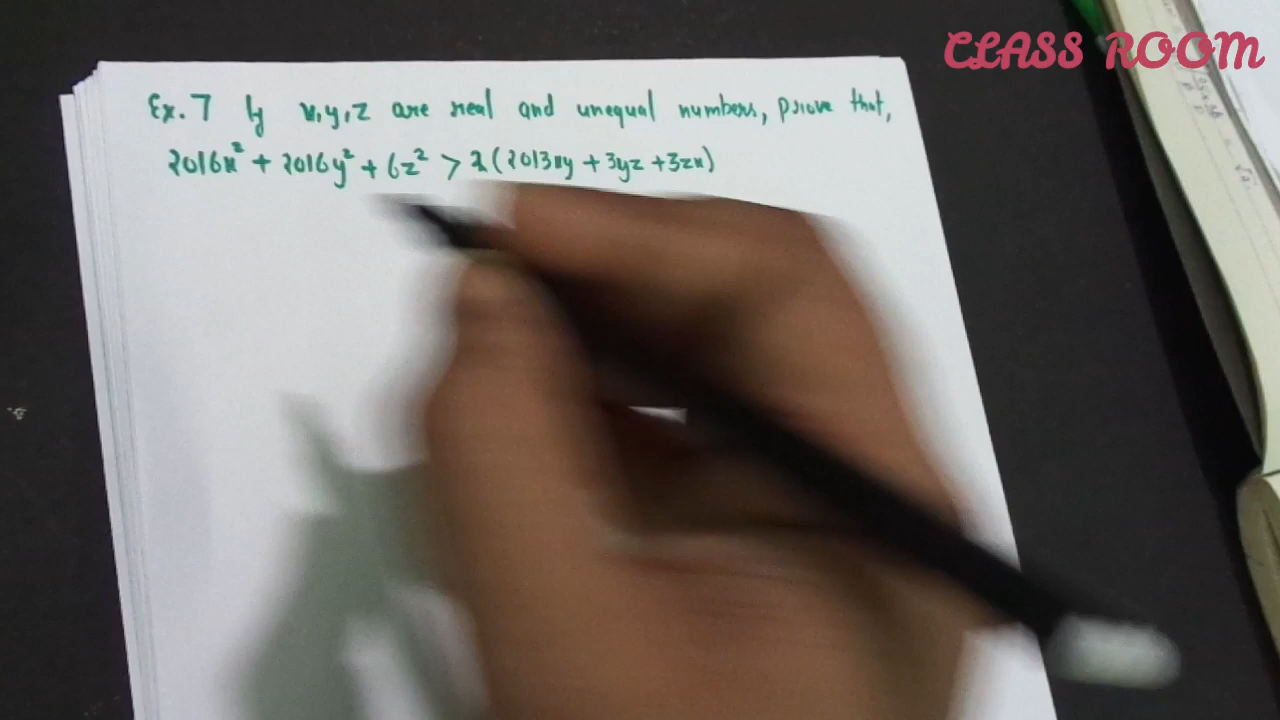 CLASS ROOM
Ex. 7 If x, y, z are real and unequal numbers, prove that,
2016x² + 2016y² + 6z² > 2(2013xy + 3yz + 3zx)